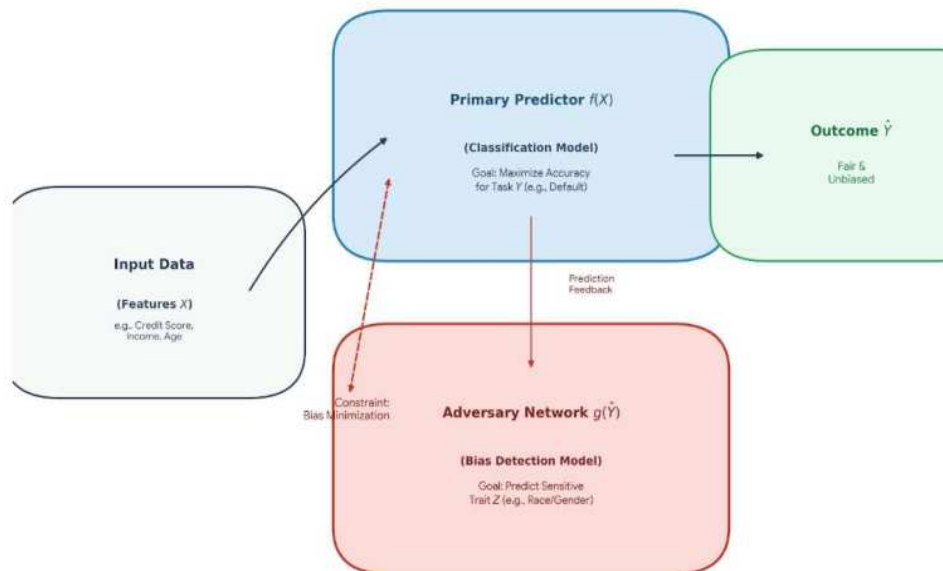 Primary Predictor f(X)
(Classification Model)
Goal: Maximize Accuracy
for Task Y (e.g., Default)
Outcome Ŷ
Fair &
Unbiased
Input Data
(Features X)
e.g., Credit Score,
Income, Age
Prediction
Feedback
Constraint:
Bias Minimization
Adversary Network g(Ŷ)
(Bias Detection Model)
Goal: Predict Sensitive
Trait Z (e.g., Race/Gender)